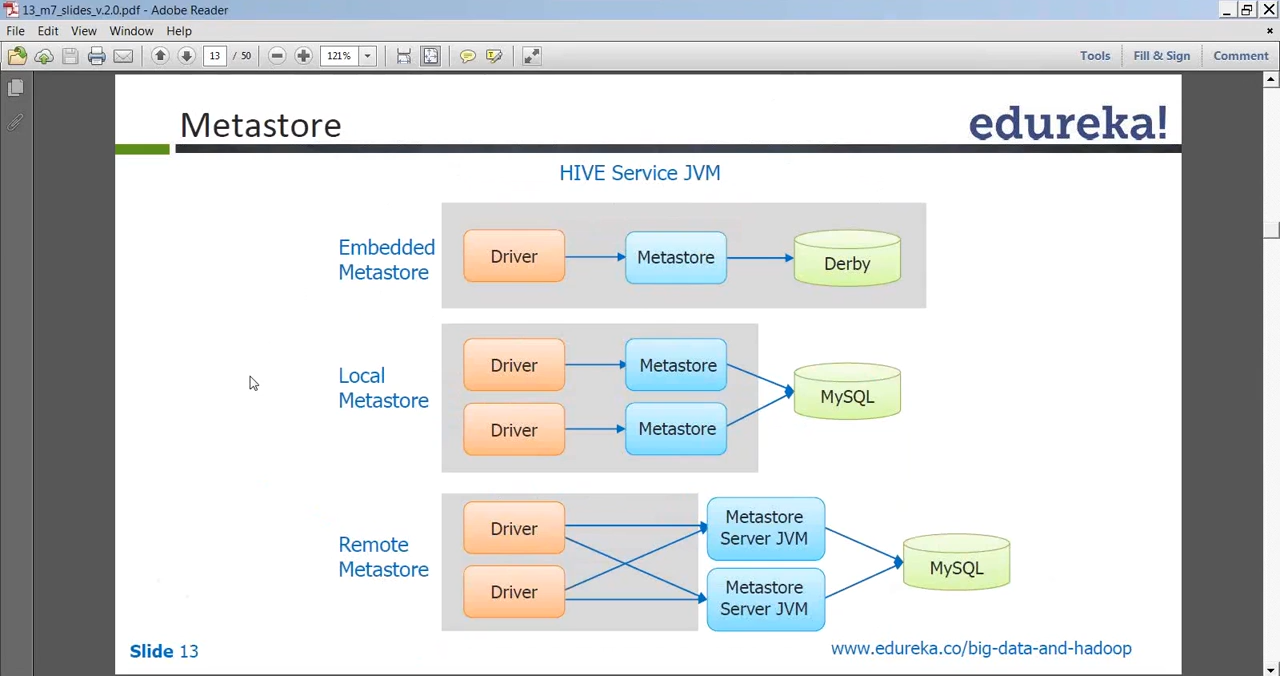 13_m7_slides_v.2.0.pdf - Adobe Reader
File Edit View Window Help
13 / 50 121% Tools Fill & Sign Comment
Metastore
edureka!
HIVE Service JVM
Embedded
Metastore
Driver
Metastore
Derby
Local
Metastore
Driver
Metastore
Driver
Metastore
MySQL
Remote
Metastore
Driver
Driver
Metastore
Server JVM
Metastore
Server JVM
MySQL
Slide 13
www.edureka.co/big-data-and-hadoop